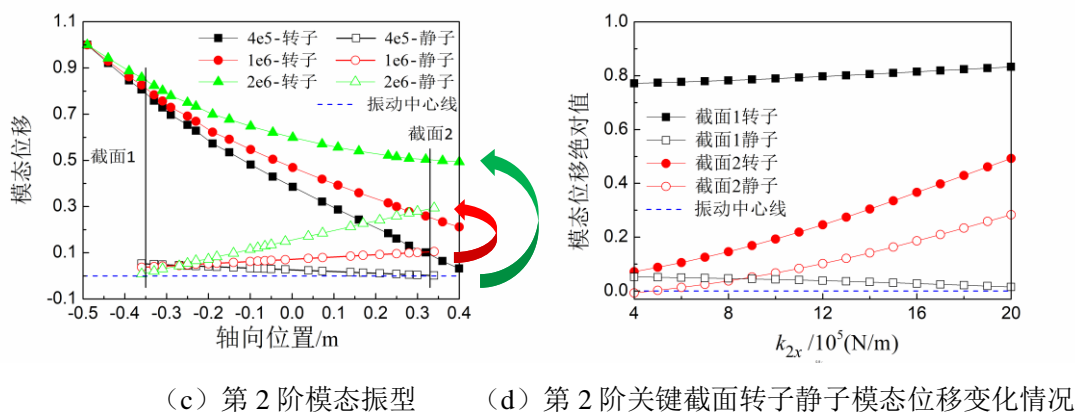 1.1
0.9
0.7
0.5
0.3
0.1
-0.1
模态位移
4e5-转子
4e5-静子
1e6-转子
1e6-静子
2e6-转子
2e6-静子
振动中心线
截面1
截面2
-0.5 -0.4 -0.3 -0.2 -0.1 0.0 0.1 0.2 0.3 0.4
轴向位置/m
1.0
0.8
0.6
0.4
0.2
0.0
模态位移绝对值
截面1转子
截面1静子
截面2转子
截面2静子
振动中心线
4 8 12 16 20
k2x /10^5(N/m)
（c）第 2 阶模态振型
（d）第 2 阶关键截面转子静子模态位移变化情况